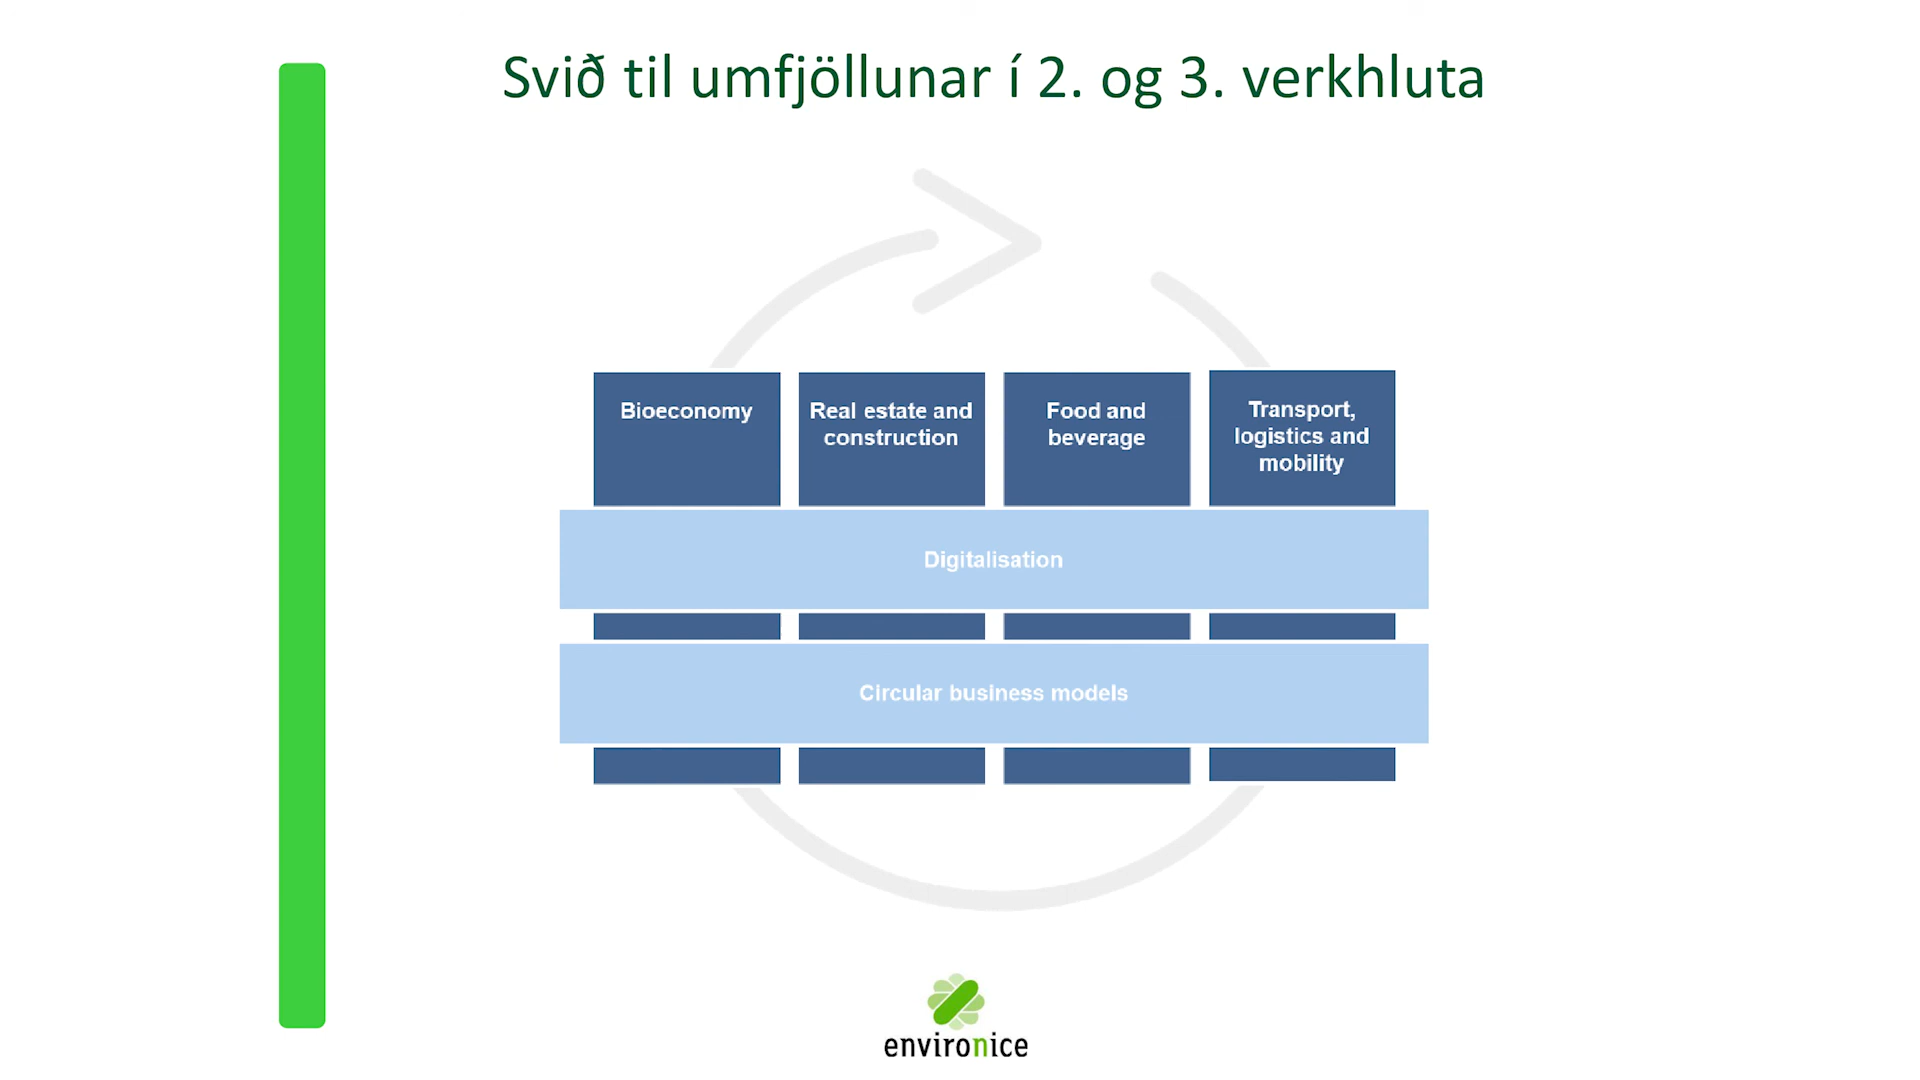 Svið til umfjöllunar í 2. og 3. verkhluta
Bioeconomy
Real estate and
construction
Food and
beverage
Transport,
logistics and
mobility
Digitalisation
Circular business models
environice